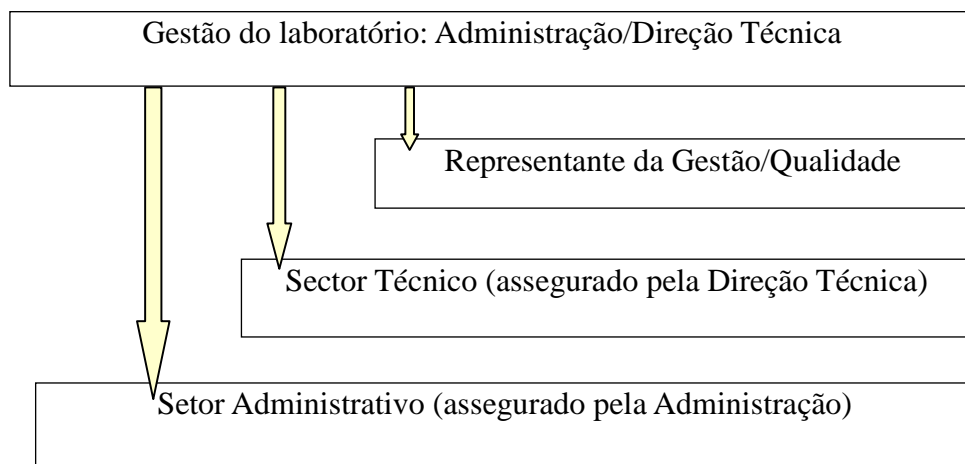 Gestão do laboratório: Administração/Direção Técnica
Representante da Gestão/Qualidade
Sector Técnico (assegurado pela Direção Técnica)
Setor Administrativo (assegurado pela Administração)